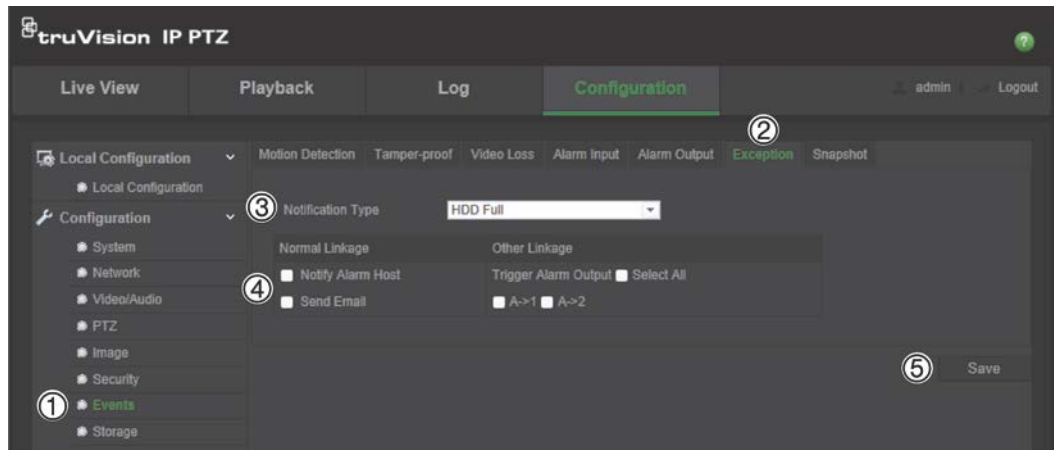 truVision IP PTZ
?
Live View Playback Log Configuration admin Logout
②
Local Configuration Motion Detection Tamper-proof Video Loss Alarm Input Alarm Output Exception Snapshot
Local Configuration
③ Notification Type HDD Full
Configuration
System Normal Linkage Other Linkage
Network Notify Alarm Host Trigger Alarm Output Select All
④
Video/Audio Send Email A->1 A->2
PTZ
Image
Security ⑤ Save
① Events
Storage